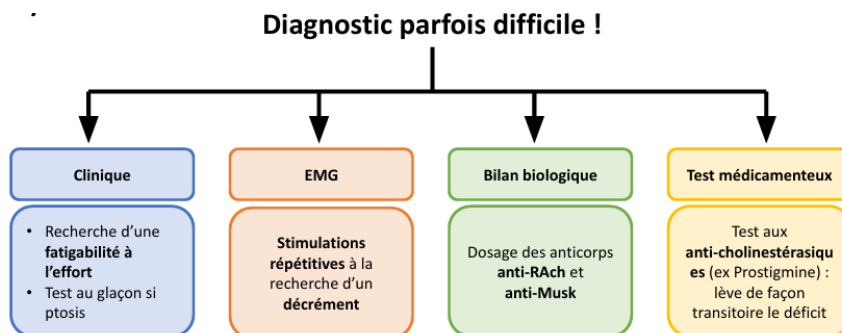 Diagnostic parfois difficile !
Clinique
• Recherche d'une
fatigabilité à
l'effort
• Test au glaçon si
ptosis
EMG
Stimulations
répétitives à la
recherche d'un
décrément
Bilan biologique
Dosage des anticorps
anti-RAch et
anti-Musk
Test médicamenteux
Test aux
anti-cholinestérasiqu
es (ex Prostigmine) :
lève de façon
transitoire le déficit